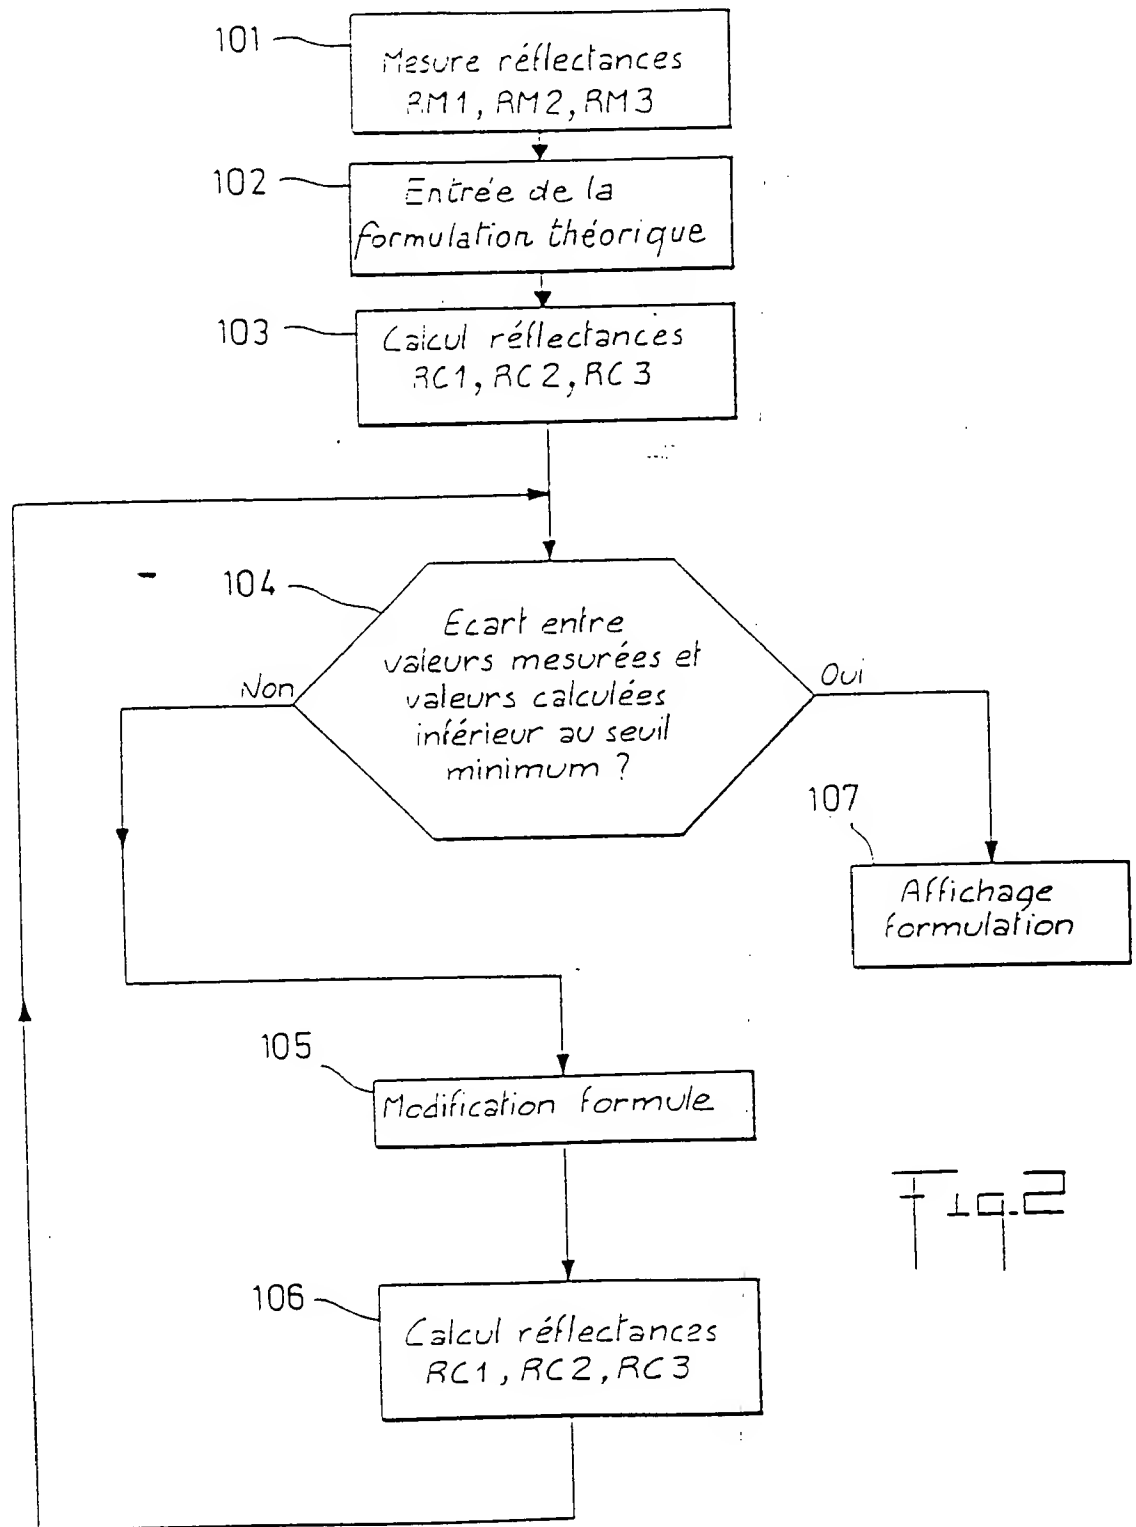 101
Mesure réflectances
RM1, RM2, RM3
102
Entrée de la
formulation théorique
103
Calcul réflectances
RC1, RC2, RC3
104
Ecart entre
valeurs mesurées et
valeurs calculées
inférieur au seuil
minimum ?
Non
Oui
107
Affichage
formulation
105
Modification formule
Fig.2
106
Calcul réflectances
RC1, RC2, RC3